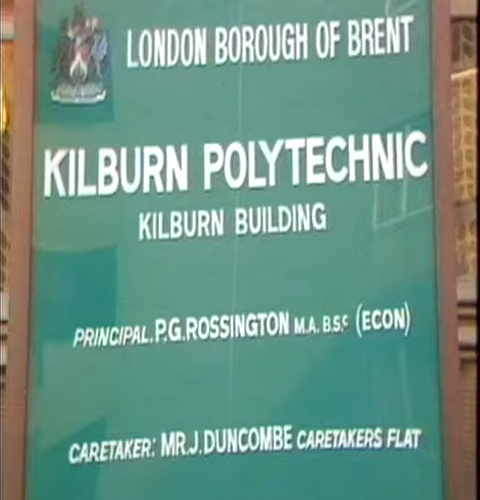 LONDON BOROUGH OF BRENT
KILBURN POLYTECHNIC
KILBURN BUILDING
PRINCIPAL. P.G.ROSSINGTON M.A. B.Sc (ECON)
CARETAKER: MR.J.DUNCOMBE CARETAKERS FLAT